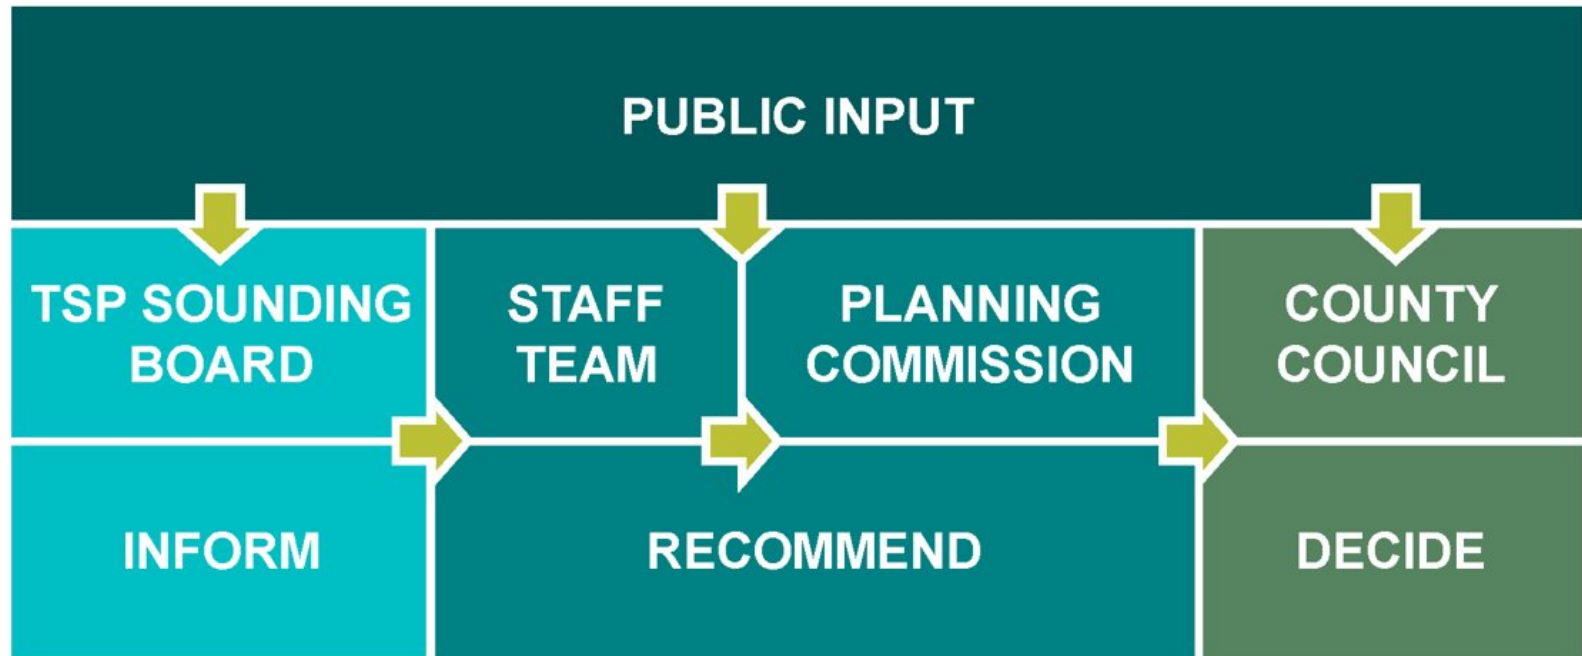 PUBLIC INPUT
TSP SOUNDING
BOARD
STAFF
TEAM
PLANNING
COMMISSION
COUNTY
COUNCIL
INFORM
RECOMMEND
DECIDE